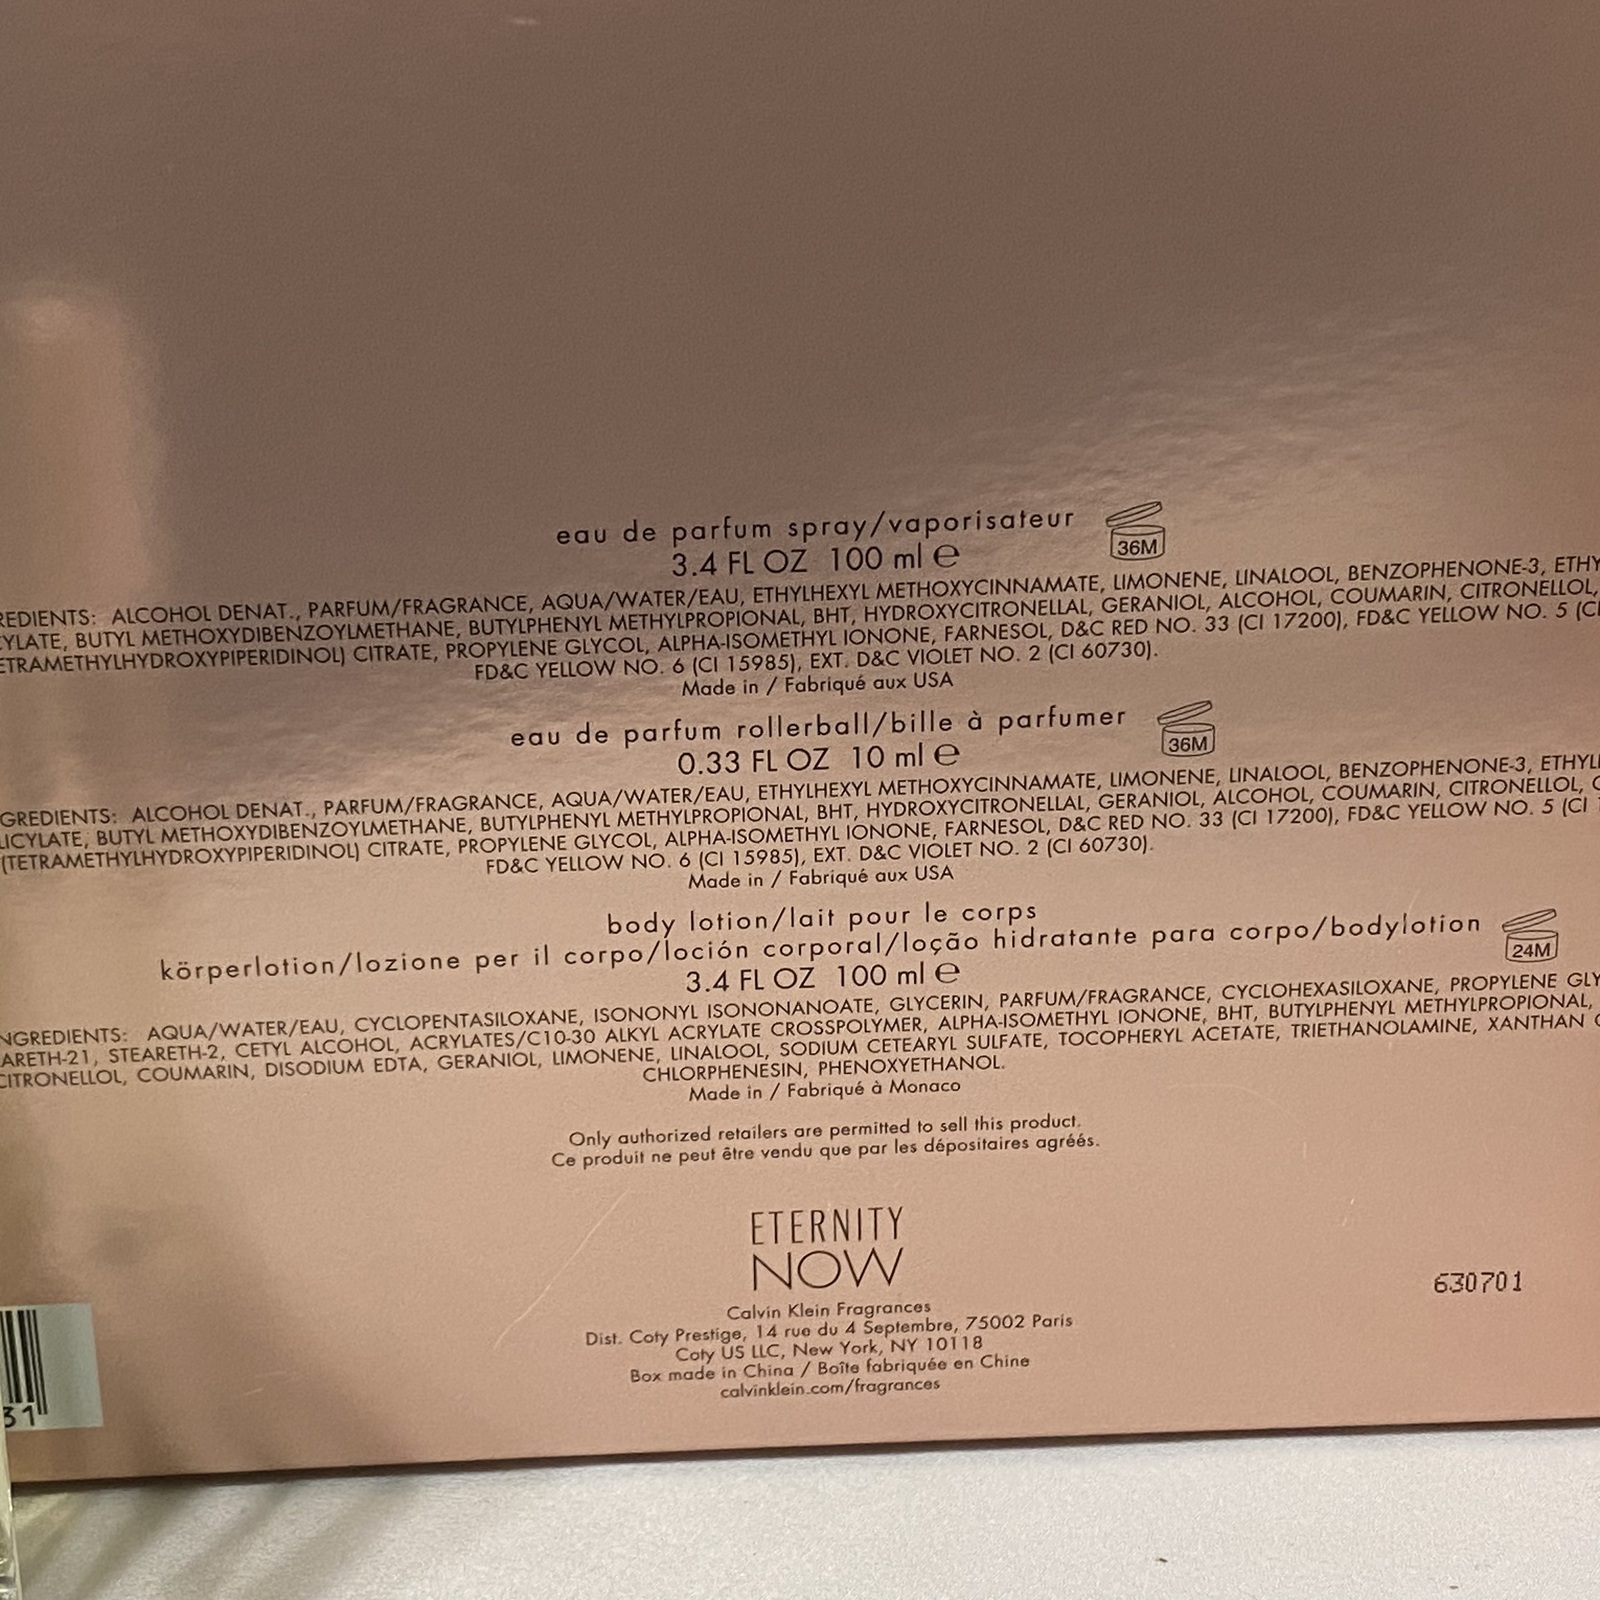 eau de parfum spray/vaporisateur
36M
3.4 FL OZ 100 ml ℮
ALCOHOL DENAT., PARFUM/FRAGRANCE, AQUA/WATER/EAU, ETHYLHEXYL METHOXYCINNAMATE, LIMONENE, LINALOOL, BENZOPHENONE-3,
BUTYL METHOXYDIBENZOYLMETHANE, BUTYLPHENYL METHYLPROPIONAL, BHT, HYDROXYCITRONELLAL, GERANIOL, ALCOHOL, COUMARIN, CITRONELLOL,
CITRATE, PROPYLENE GLYCOL, ALPHA-ISOMETHYL IONONE, FARNESOL, D&C RED NO. 33 (CI 17200), FD&C YELLOW NO. 5
FD&C YELLOW NO. 6 (CI 15985), EXT. D&C VIOLET NO. 2 (CI 60730).
Made in / Fabriqué aux USA
eau de parfum rollerball/bille à parfumer
36M
0.33 FL OZ 10 ml ℮
ALCOHOL DENAT., PARFUM/FRAGRANCE, AQUA/WATER/EAU, ETHYLHEXYL METHOXYCINNAMATE, LIMONENE, LINALOOL, BENZOPHENONE-3,
BUTYL METHOXYDIBENZOYLMETHANE, BUTYLPHENYL METHYLPROPIONAL, BHT, HYDROXYCITRONELLAL, GERANIOL, ALCOHOL, COUMARIN, CITRONELLOL,
(TETRAMETHYLHYDROXYPIPERIDINOL) CITRATE, PROPYLENE GLYCOL, ALPHA-ISOMETHYL IONONE, FARNESOL, D&C RED NO. 33 (CI 17200), FD&C YELLOW NO. 5 (CI
FD&C YELLOW NO. 6 (CI 15985), EXT. D&C VIOLET NO. 2 (CI 60730).
Made in / Fabriqué aux USA
body lotion/lait pour le corps
körperlotion/lozione per il corpo/loción corporal/loção hidratante para corpo/bodylotion
24M
3.4 FL OZ 100 ml ℮
AQUA/WATER/EAU, CYCLOPENTASILOXANE, ISONONYL ISONONANOATE, GLYCERIN, PARFUM/FRAGRANCE, CYCLOHEXASILOXANE, PROPYLENE
STEARETH-2, CETYL ALCOHOL, ACRYLATES/C10-30 ALKYL ACRYLATE CROSSPOLYMER, ALPHA-ISOMETHYL IONONE, BHT, BUTYLPHENYL METHYLPROPIONAL,
CITRONELLOL, COUMARIN, DISODIUM EDTA, GERANIOL, LIMONENE, LINALOOL, SODIUM CETEARYL SULFATE, TOCOPHERYL ACETATE, TRIETHANOLAMINE, XANTHAN
CHLORPHENESIN, PHENOXYETHANOL.
Made in / Fabriqué à Monaco
Only authorized retailers are permitted to sell this product.
Ce produit ne peut être vendu que par les dépositaires agréés.
ETERNITY
NOW
630701
Calvin Klein Fragrances
Dist. Coty Prestige, 14 rue du 4 Septembre, 75002 Paris
Coty US LLC, New York, NY 10118
Box made in China / Boîte fabriquée en Chine
calvinklein.com/fragrances
31